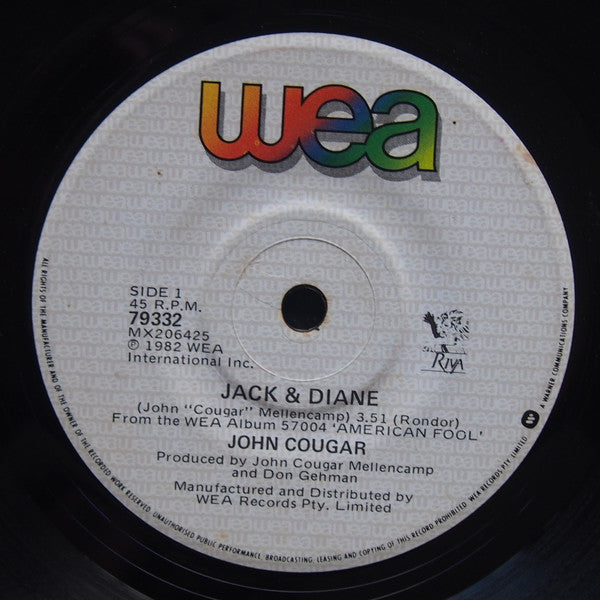 wea
SIDE 1
45 R.P.M.
79332
MX206425
℗ 1982 WEA
International Inc.
RIVA
JACK & DIANE
(John "Cougar" Mellencamp) 3.51 (Rondor)
From the WEA Album 57004 'AMERICAN FOOL'
JOHN COUGAR
Produced by John Cougar Mellencamp
and Don Gehman
Manufactured and Distributed by
WEA Records Pty. Limited
ALL RIGHTS OF THE MANUFACTURER AND OF THE OWNER OF THE RECORDED WORK RESERVED. UNAUTHORISED PUBLIC PERFORMANCE, BROADCASTING, LEASING AND COPYING OF THIS RECORD PROHIBITED. WEA RECORDS PTY. LIMITED
A WARNER COMMUNICATIONS COMPANY